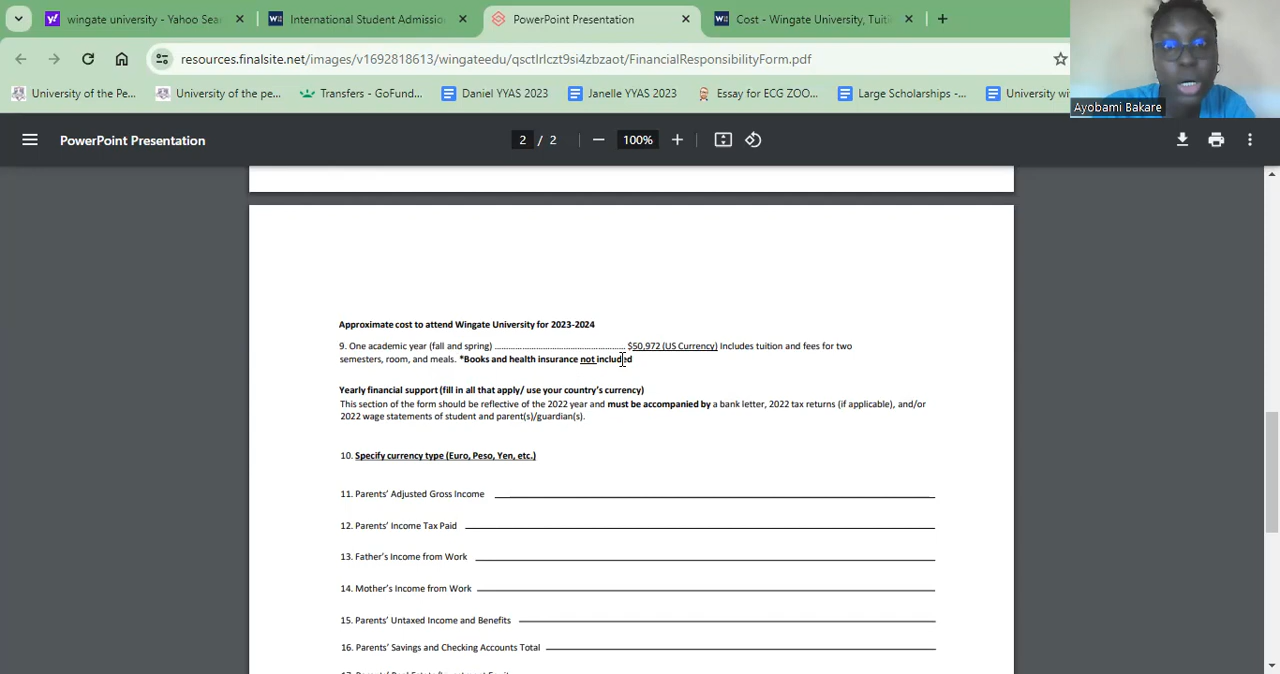 wingate university - Yahoo Sea
International Student Admissio
PowerPoint Presentation
Cost - Wingate University, Tuiti
resources.finalsite.net/images/v1692818613/wingateedu/qsctlrlczt9si4zbzaot/FinancialResponsibilityForm.pdf
University of the Pe...
University of the pe...
Transfers - GoFund...
Daniel YYAS 2023
Janelle YYAS 2023
Essay for ECG ZOO...
Large Scholarships -...
University wi
Ayobami Bakare
PowerPoint Presentation
2 / 2
100%
Approximate cost to attend Wingate University for 2023-2024
9. One academic year (fall and spring) ........................................................ $50,972 (US Currency) Includes tuition and fees for two
semesters, room, and meals. *Books and health insurance not included
Yearly financial support (fill in all that apply/ use your country's currency)
This section of the form should be reflective of the 2022 year and must be accompanied by a bank letter, 2022 tax returns (if applicable), and/or
2022 wage statements of student and parent(s)/guardian(s).
10. Specify currency type (Euro, Peso, Yen, etc.)
11. Parents' Adjusted Gross Income
12. Parents' Income Tax Paid
13. Father's Income from Work
14. Mother's Income from Work
15. Parents' Untaxed Income and Benefits
16. Parents' Savings and Checking Accounts Total